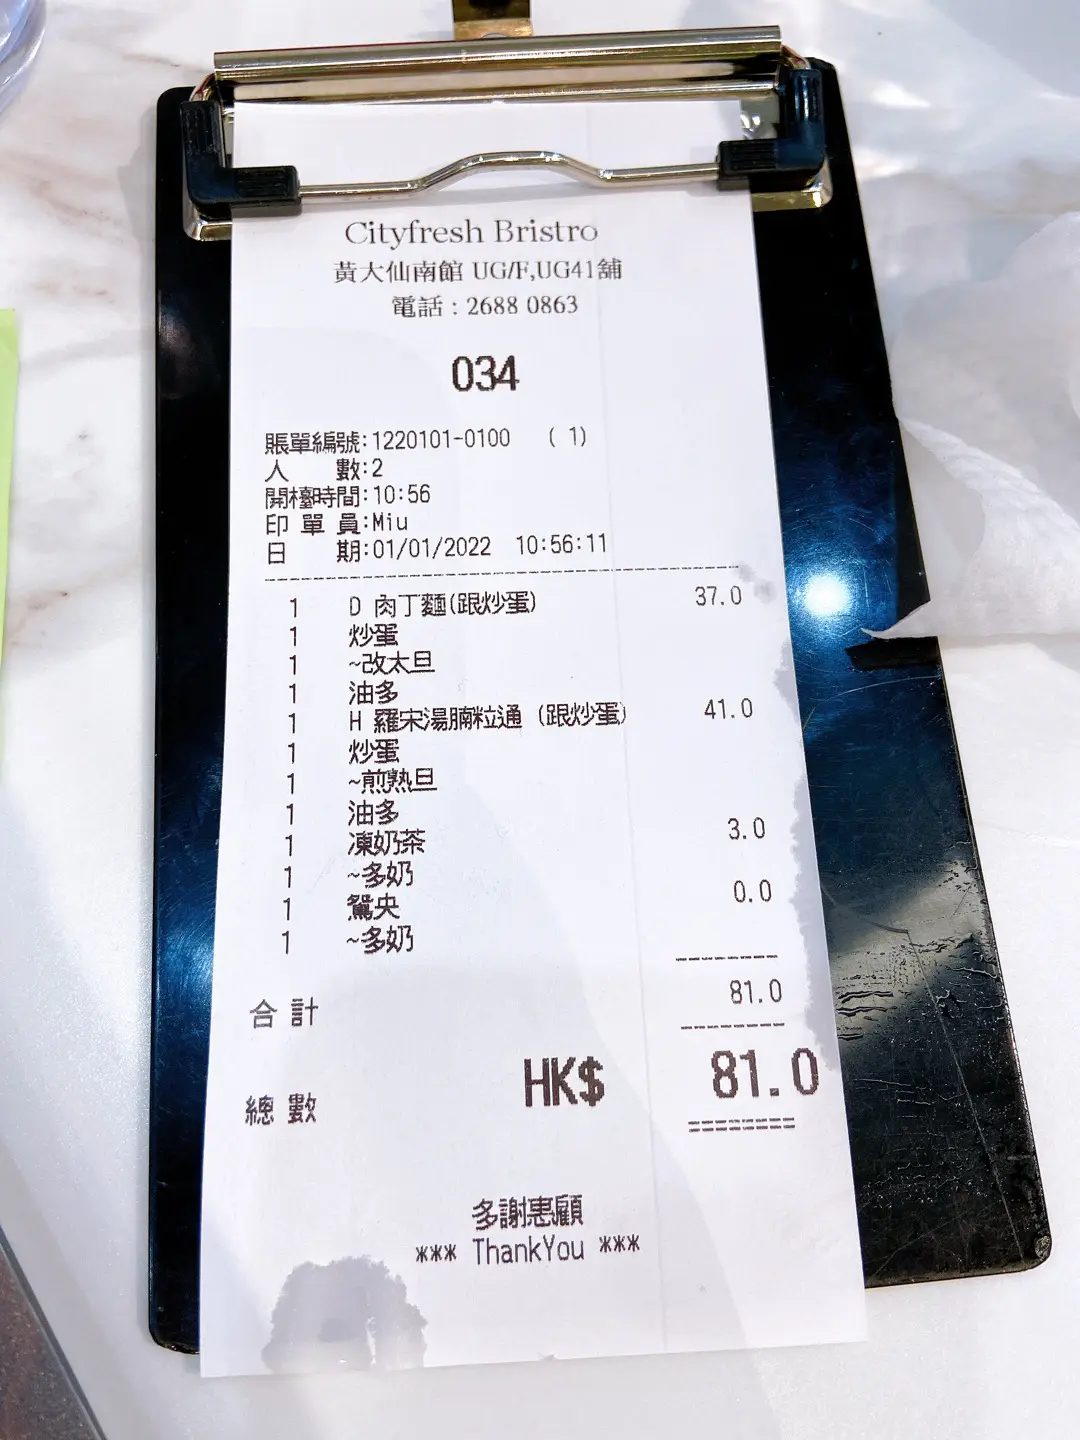 Cityfresh Bristro
黃大仙南館 UG/F,UG41舖
電話 : 2688 0863
034
賬單編號:1220101-0100 ( 1)
人 數:2
開檯時間:10:56
印 單 員:Miu
日 期:01/01/2022 10:56:11
1 D 肉丁麵(跟炒蛋) 37.0
1 炒蛋
1 ~改太旦
1 油多
1 H 羅宋湯腩粒通 (跟炒蛋) 41.0
1 炒蛋
1 ~煎熟旦
1 油多
1 凍奶茶 3.0
1 ~多奶
1 鴛央 0.0
1 ~多奶
合 計 81.0
總 數 HK$ 81.0
多謝惠顧
*** ThankYou ***